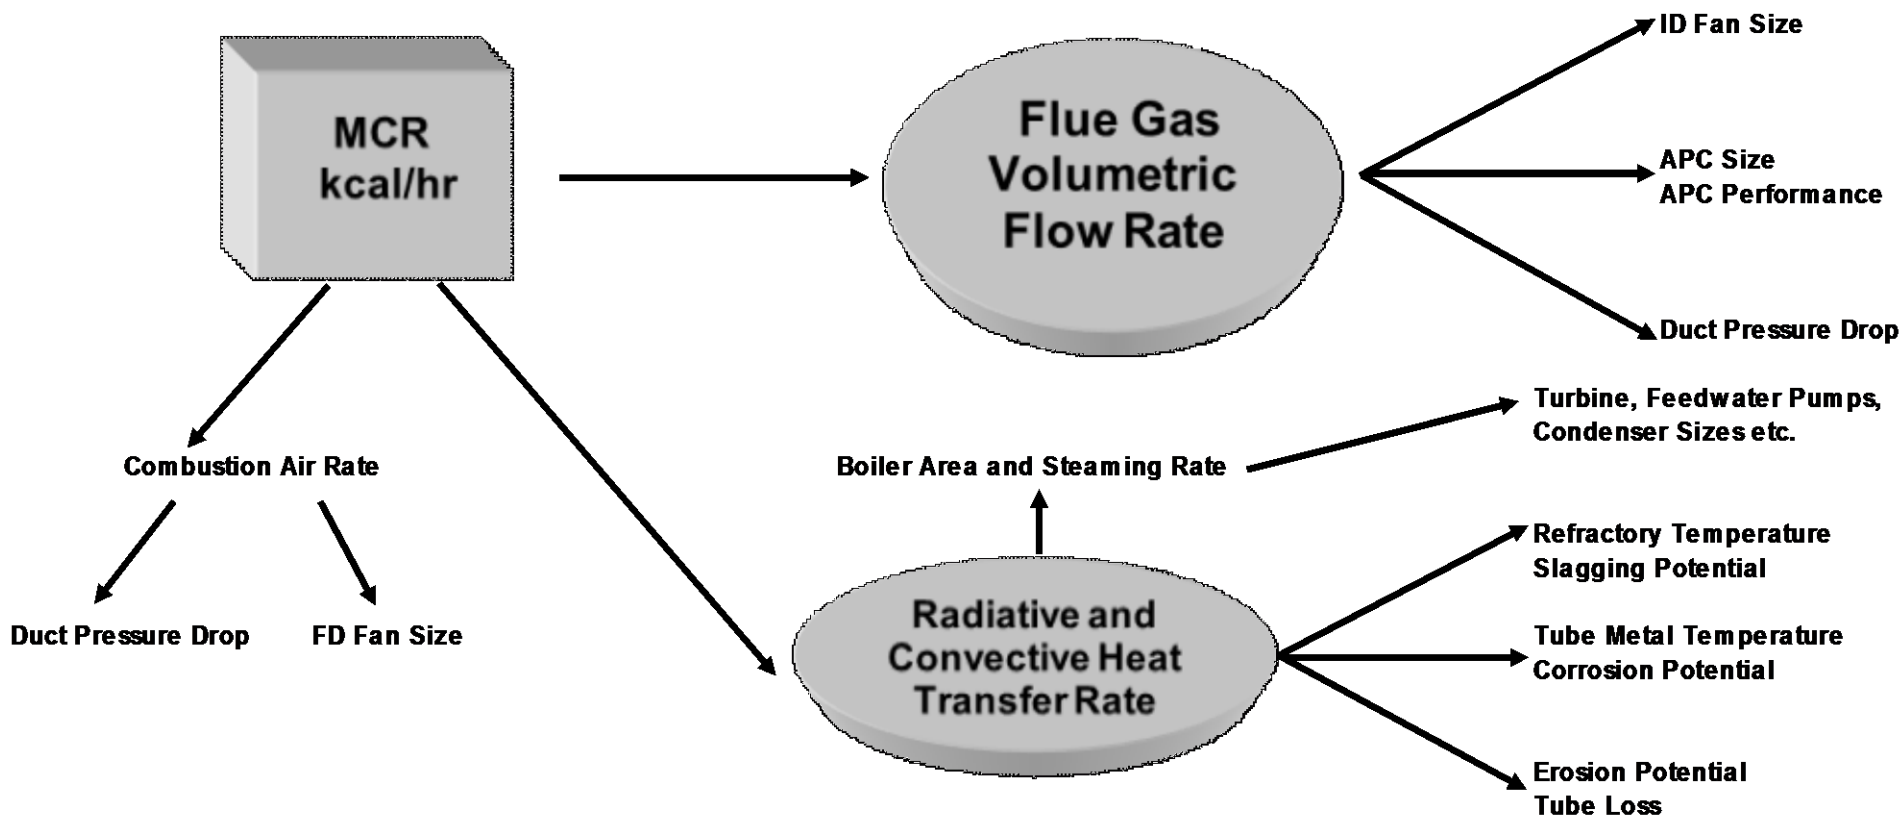 MCR
kcal/hr
Flue Gas
Volumetric
Flow Rate
ID Fan Size
APC Size
APC Performance
Duct Pressure Drop
Combustion Air Rate
Duct Pressure Drop
FD Fan Size
Boiler Area and Steaming Rate
Turbine, Feedwater Pumps,
Condenser Sizes etc.
Radiative and
Convective Heat
Transfer Rate
Refractory Temperature
Slagging Potential
Tube Metal Temperature
Corrosion Potential
Erosion Potential
Tube Loss